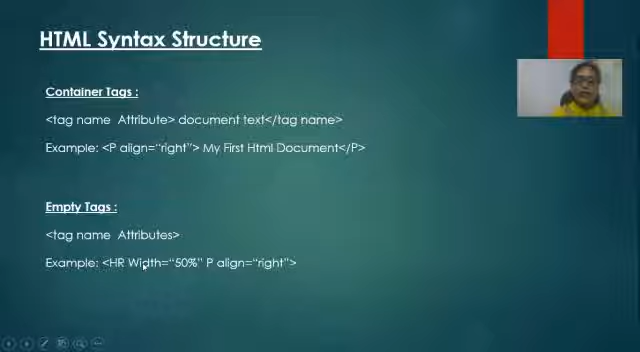 HTML Syntax Structure
Container Tags :
<tag name  Attribute> document text</tag name>
Example: <P align=“right”> My First Html Document</P>
Empty Tags :
<tag name  Attributes>
Example: <HR Width=“50%” P align=“right”>